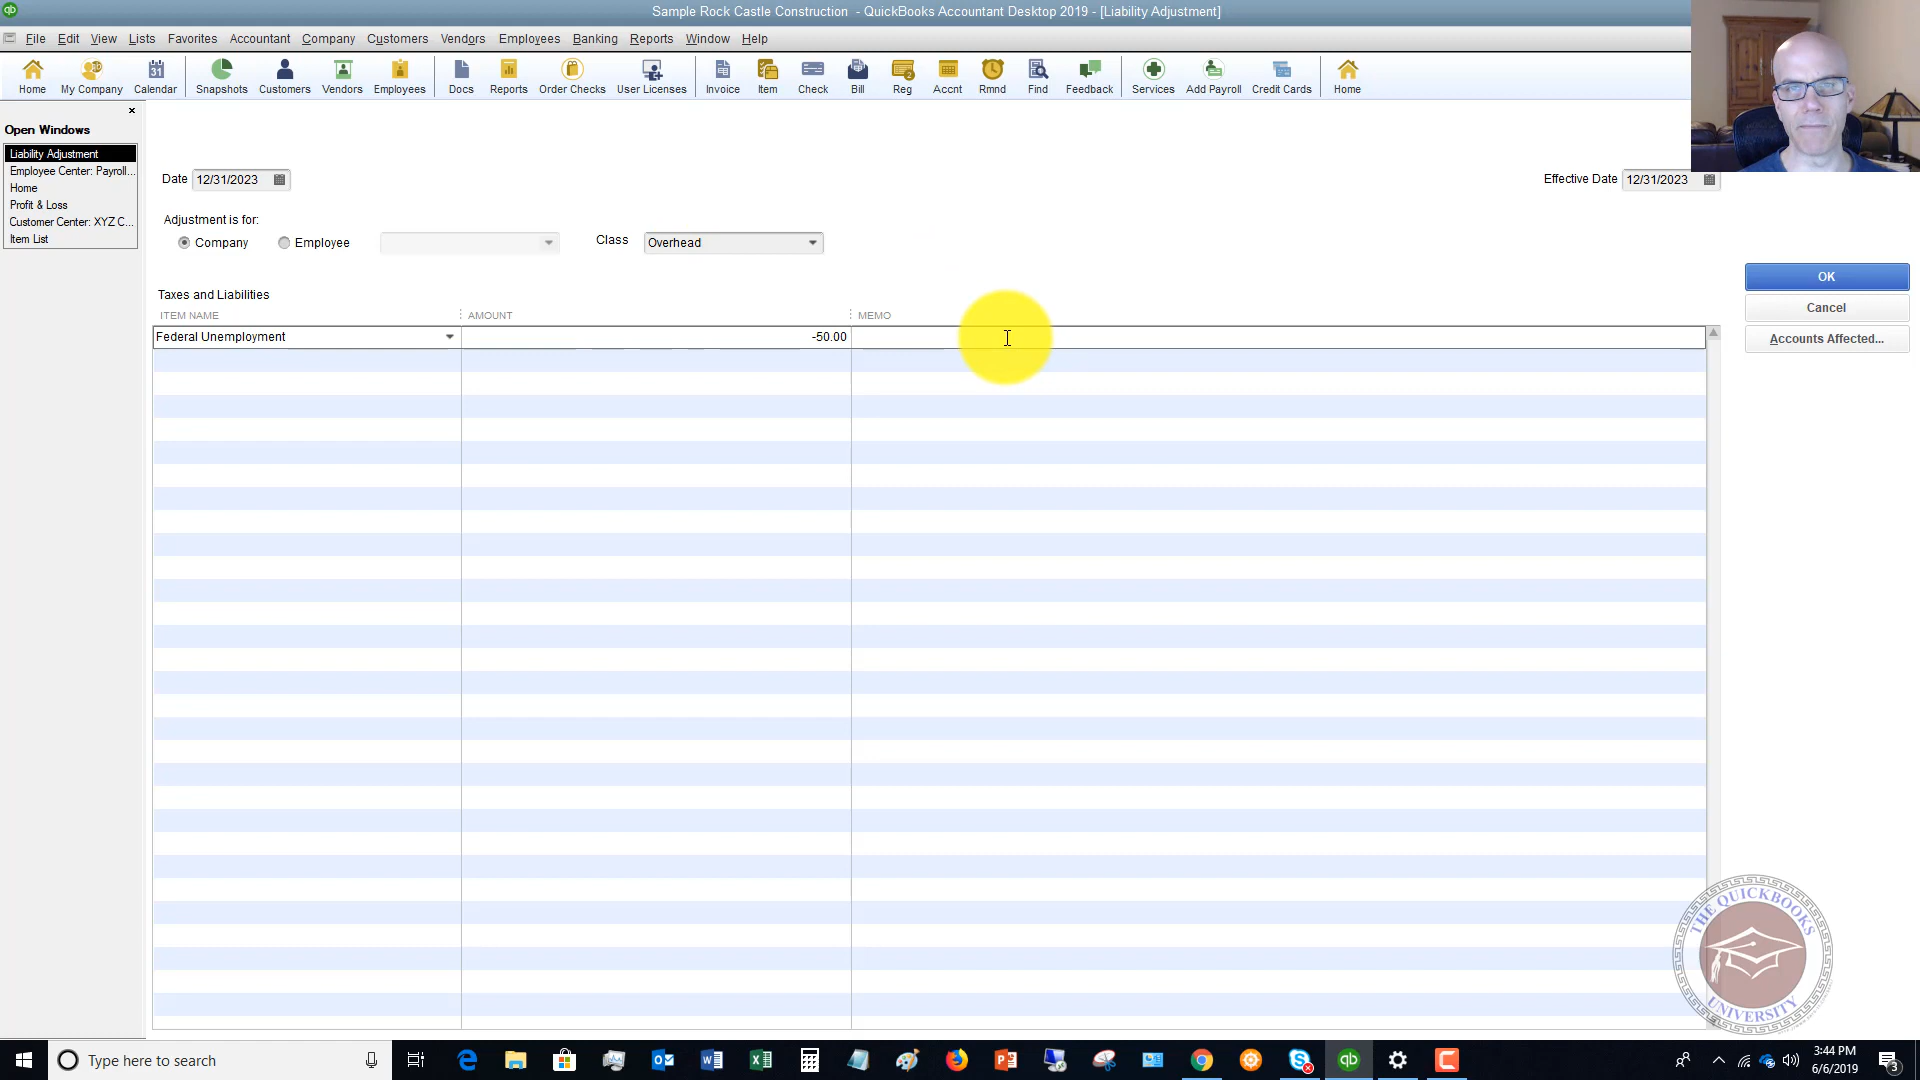 Sample Rock Castle Construction - QuickBooks Accountant Desktop 2019 - [Liability Adjustment]
File Edit View Lists Favorites Accountant Company Customers Vendors Employees Banking Reports Window Help
Home My Company Calendar Snapshots Customers Vendors Employees Docs Reports Order Checks User Licenses Invoice Item Check Bill Reg Accnt Rmnd Find Feedback Services Add Payroll Credit Cards Home
Open Windows
Liability Adjustment
Employee Center: Payroll...
Home
Profit & Loss
Customer Center: XYZ C...
Item List
Date 12/31/2023
Effective Date 12/31/2023
Adjustment is for:
Company Employee Class Overhead
OK
Cancel
Accounts Affected...
Taxes and Liabilities
ITEM NAME AMOUNT MEMO
Federal Unemployment -50.00
THE QUICKBOOKS
UNIVERSITY
Type here to search
3:44 PM
6/6/2019
3